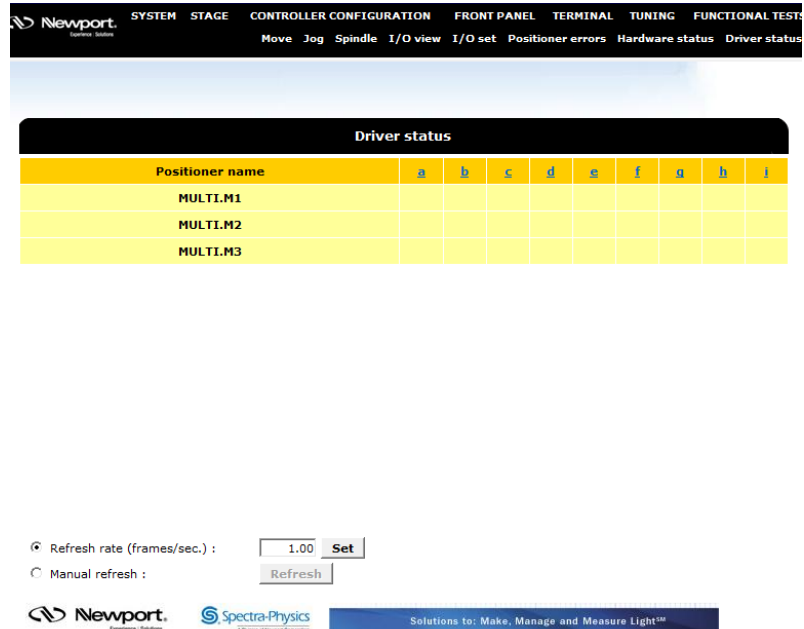 Newport.
Experience | Solutions
SYSTEM STAGE CONTROLLER CONFIGURATION FRONT PANEL TERMINAL TUNING FUNCTIONAL TESTS
Move Jog Spindle I/O view I/O set Positioner errors Hardware status Driver status
Driver status
Positioner name a b c d e f g h i
MULTI.M1
MULTI.M2
MULTI.M3
Refresh rate (frames/sec.) : 1.00 Set
Manual refresh : Refresh
Newport. Spectra-Physics Solutions to: Make, Manage and Measure Light℠